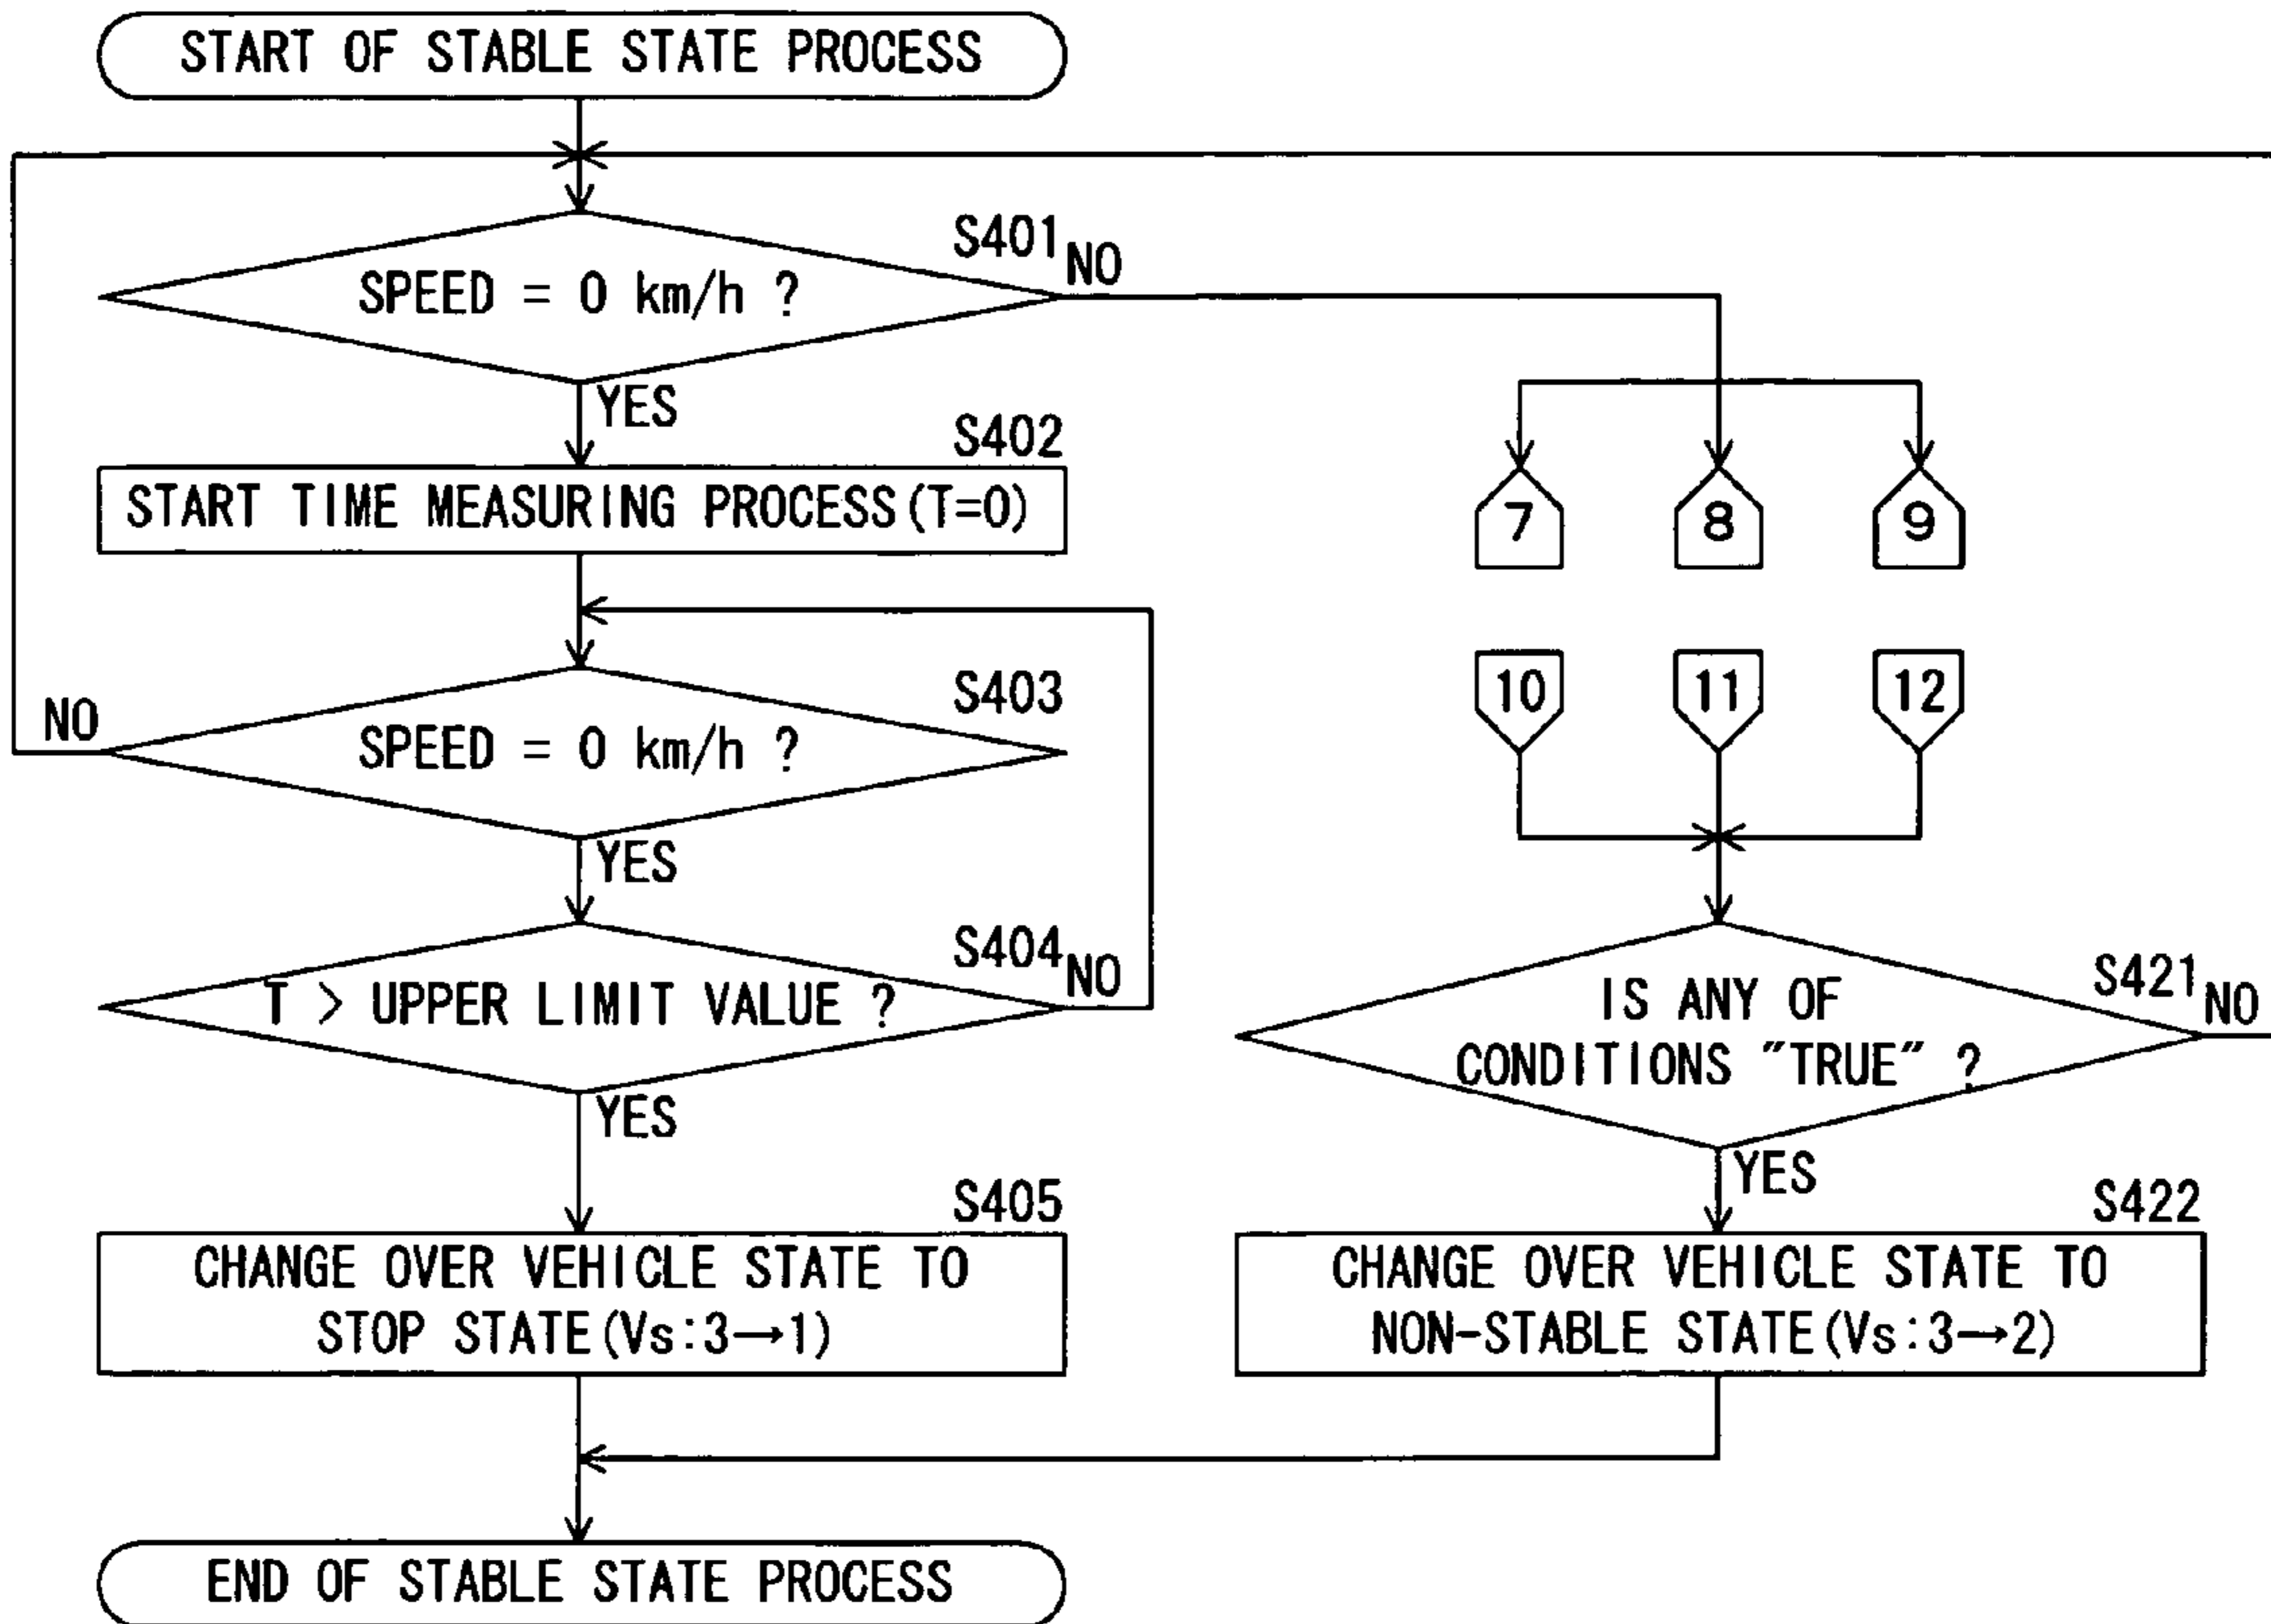 START OF STABLE STATE PROCESS
S401
NO
SPEED = 0 km/h ?
YES
S402
START TIME MEASURING PROCESS(T=0)
7
8
9
10
11
12
S403
NO
SPEED = 0 km/h ?
YES
S404
NO
T > UPPER LIMIT VALUE ?
YES
S421
NO
IS ANY OF
CONDITIONS "TRUE" ?
YES
S405
CHANGE OVER VEHICLE STATE TO
STOP STATE(Vs:3→1)
S422
CHANGE OVER VEHICLE STATE TO
NON-STABLE STATE(Vs:3→2)
END OF STABLE STATE PROCESS